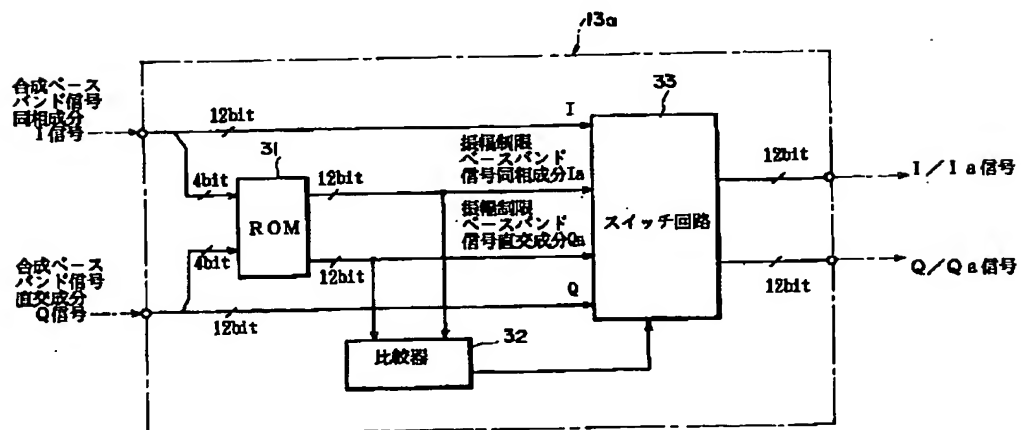 13a
合成ベース
バンド信号
同相成分
I信号
12bit
I
33
31
4bit
ROM
12bit
振幅制限
ベースバンド
信号同相成分Ia
12bit
I/Ia信号
スイッチ回路
4bit
12bit
振幅制限
ベースバンド
信号直交成分Qa
12bit
Q/Qa信号
合成ベース
バンド信号
直交成分
Q信号
12bit
Q
比較器
32